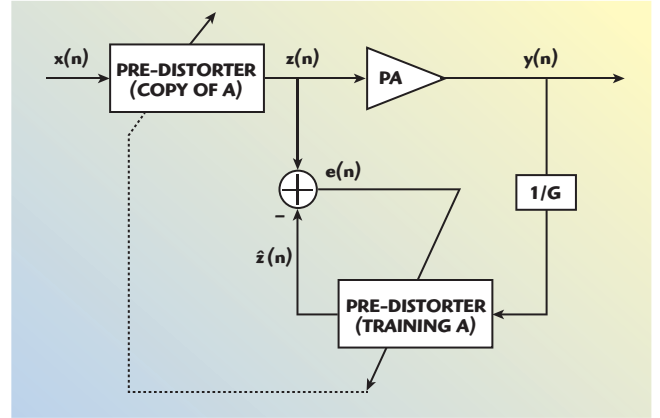 x(n)
PRE-DISTORTER
(COPY OF A)
z(n)
PA
y(n)
e(n)
1/G
–
ẑ(n)
PRE-DISTORTER
(TRAINING A)